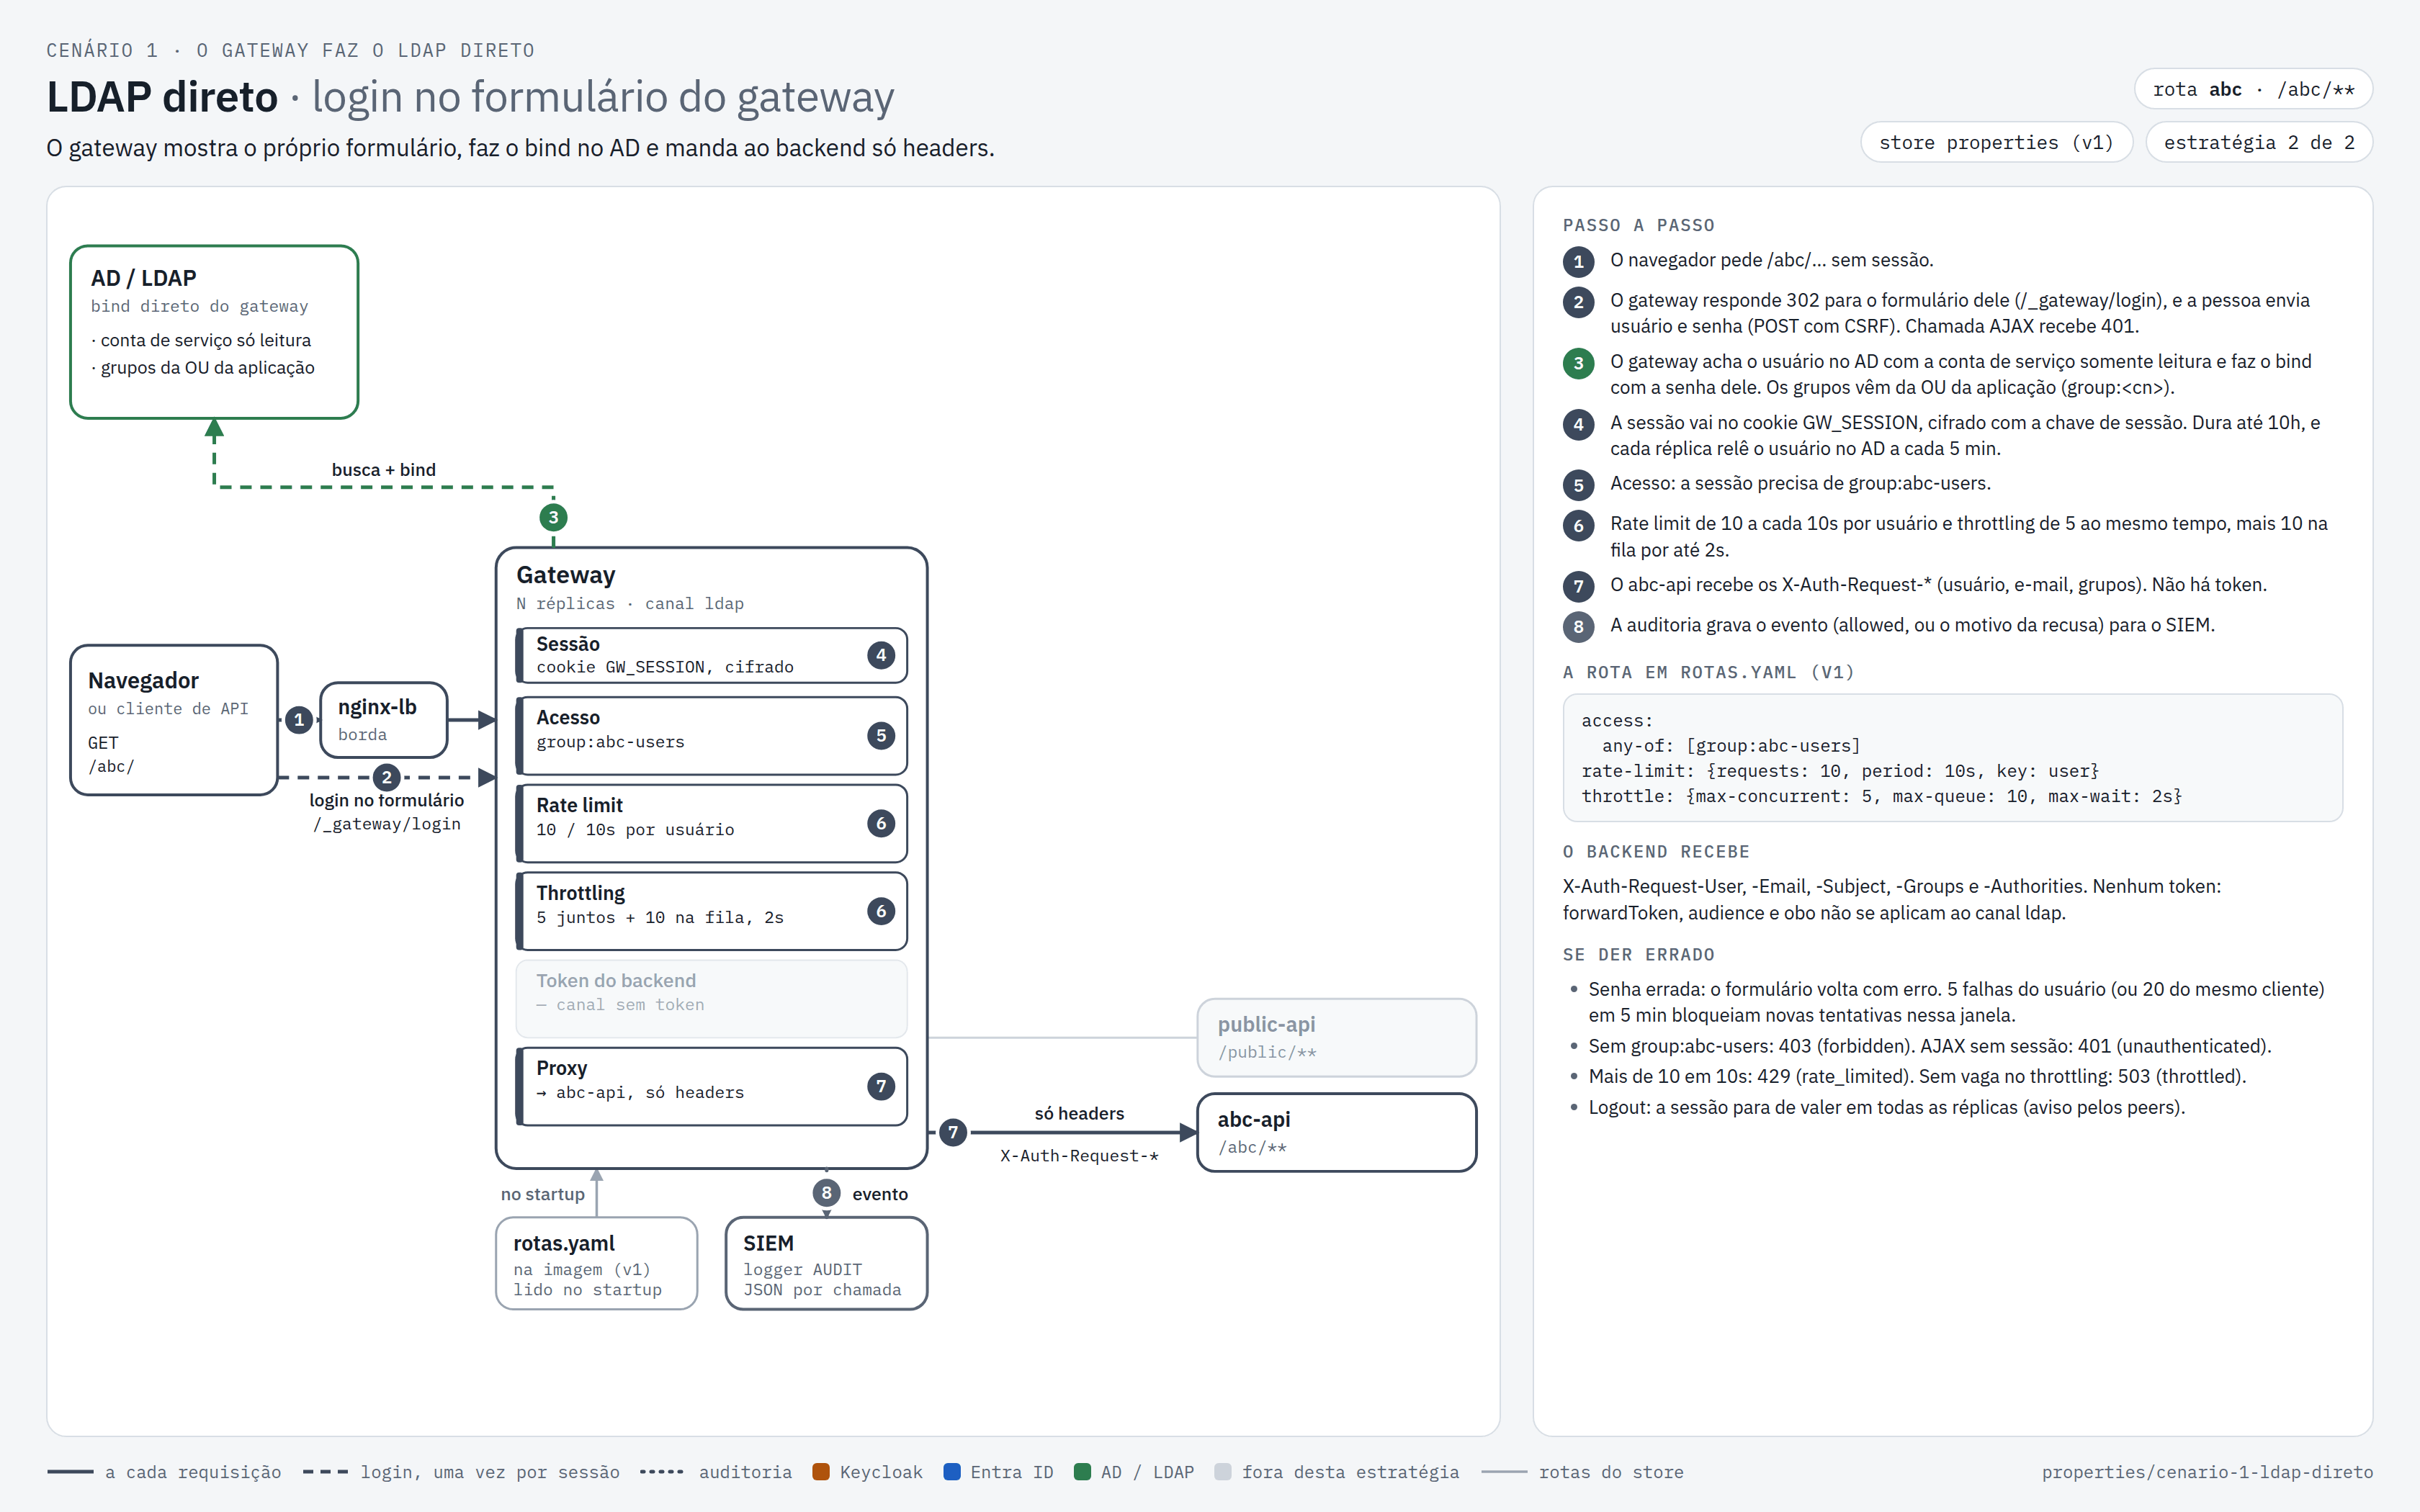 CENÁRIO 1 · O GATEWAY FAZ O LDAP DIRETO
LDAP direto · login no formulário do gateway
O gateway mostra o próprio formulário, faz o bind no AD e manda ao backend só headers.
rota abc · /abc/**
store properties (v1)
estratégia 2 de 2
AD / LDAP
bind direto do gateway
· conta de serviço só leitura
· grupos da OU da aplicação
busca + bind
3
Gateway
N réplicas · canal ldap
Sessão
cookie GW_SESSION, cifrado
4
Navegador
ou cliente de API
GET
/abc/
1
nginx-lb
borda
2
login no formulário
/_gateway/login
Acesso
group:abc-users
5
Rate limit
10 / 10s por usuário
6
Throttling
5 juntos + 10 na fila, 2s
6
Token do backend
— canal sem token
Proxy
→ abc-api, só headers
7
public-api
/public/**
7
só headers
X-Auth-Request-*
abc-api
/abc/**
no startup
8
evento
rotas.yaml
na imagem (v1)
lido no startup
SIEM
logger AUDIT
JSON por chamada
PASSO A PASSO
1 O navegador pede /abc/... sem sessão.
2 O gateway responde 302 para o formulário dele (/_gateway/login), e a pessoa envia
usuário e senha (POST com CSRF). Chamada AJAX recebe 401.
3 O gateway acha o usuário no AD com a conta de serviço somente leitura e faz o bind
com a senha dele. Os grupos vêm da OU da aplicação (group:<cn>).
4 A sessão vai no cookie GW_SESSION, cifrado com a chave de sessão. Dura até 10h, e
cada réplica relê o usuário no AD a cada 5 min.
5 Acesso: a sessão precisa de group:abc-users.
6 Rate limit de 10 a cada 10s por usuário e throttling de 5 ao mesmo tempo, mais 10 na
fila por até 2s.
7 O abc-api recebe os X-Auth-Request-* (usuário, e-mail, grupos). Não há token.
8 A auditoria grava o evento (allowed, ou o motivo da recusa) para o SIEM.
A ROTA EM ROTAS.YAML (V1)
access:
any-of: [group:abc-users]
rate-limit: {requests: 10, period: 10s, key: user}
throttle: {max-concurrent: 5, max-queue: 10, max-wait: 2s}
O BACKEND RECEBE
X-Auth-Request-User, -Email, -Subject, -Groups e -Authorities. Nenhum token:
forwardToken, audience e obo não se aplicam ao canal ldap.
SE DER ERRADO
• Senha errada: o formulário volta com erro. 5 falhas do usuário (ou 20 do mesmo cliente)
em 5 min bloqueiam novas tentativas nessa janela.
• Sem group:abc-users: 403 (forbidden). AJAX sem sessão: 401 (unauthenticated).
• Mais de 10 em 10s: 429 (rate_limited). Sem vaga no throttling: 503 (throttled).
• Logout: a sessão para de valer em todas as réplicas (aviso pelos peers).
a cada requisição
login, uma vez por sessão
auditoria
Keycloak
Entra ID
AD / LDAP
fora desta estratégia
rotas do store
properties/cenario-1-ldap-direto